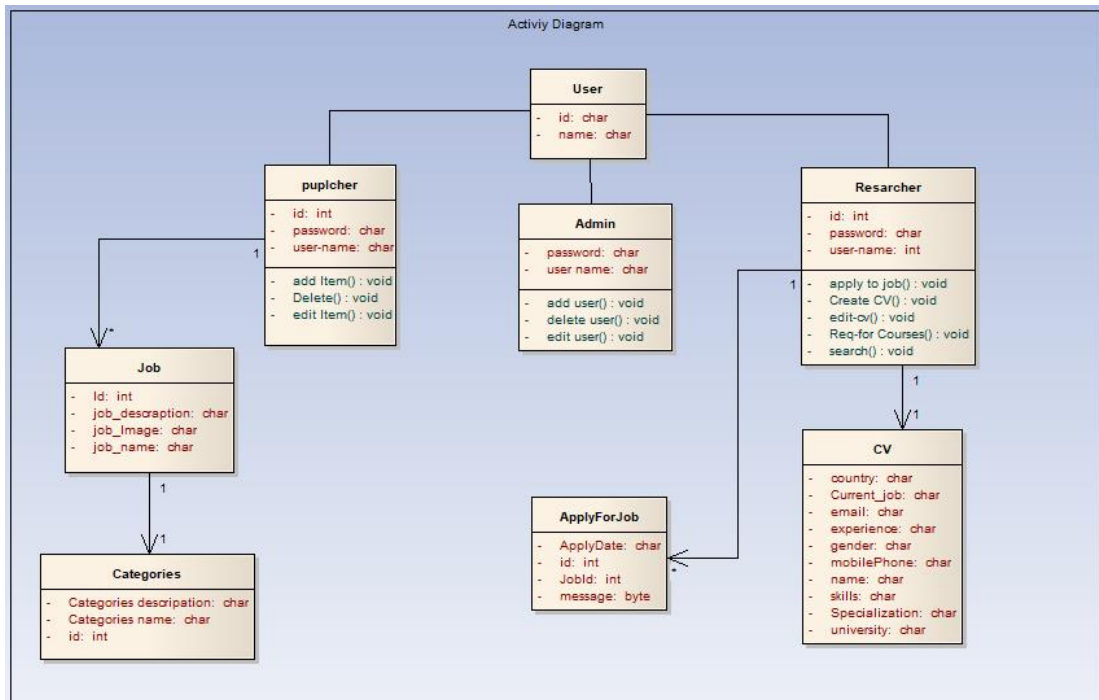 Activiy Diagram
User
- id: char
- name: char
puplcher
- id: int
- password: char
- user-name: char
- add Item() : void
- Delete() : void
- edit Item() : void
1
*
Admin
- password: char
- user name: char
- add user() : void
- delete user() : void
- edit user() : void
Resarcher
- id: int
- password: char
- user-name: int
- apply to job() : void
- Create CV() : void
- edit-cv() : void
- Req-for Courses() : void
- search() : void
1
1
1
Job
- Id: int
- job_descraption: char
- job_Image: char
- job_name: char
1
1
Categories
- Categories descripation: char
- Categories name: char
- id: int
ApplyForJob
- ApplyDate: char
- id: int
- JobId: int
- message: byte
*
CV
- country: char
- Current_job: char
- email: char
- experience: char
- gender: char
- mobilePhone: char
- name: char
- skills: char
- Specialization: char
- university: char